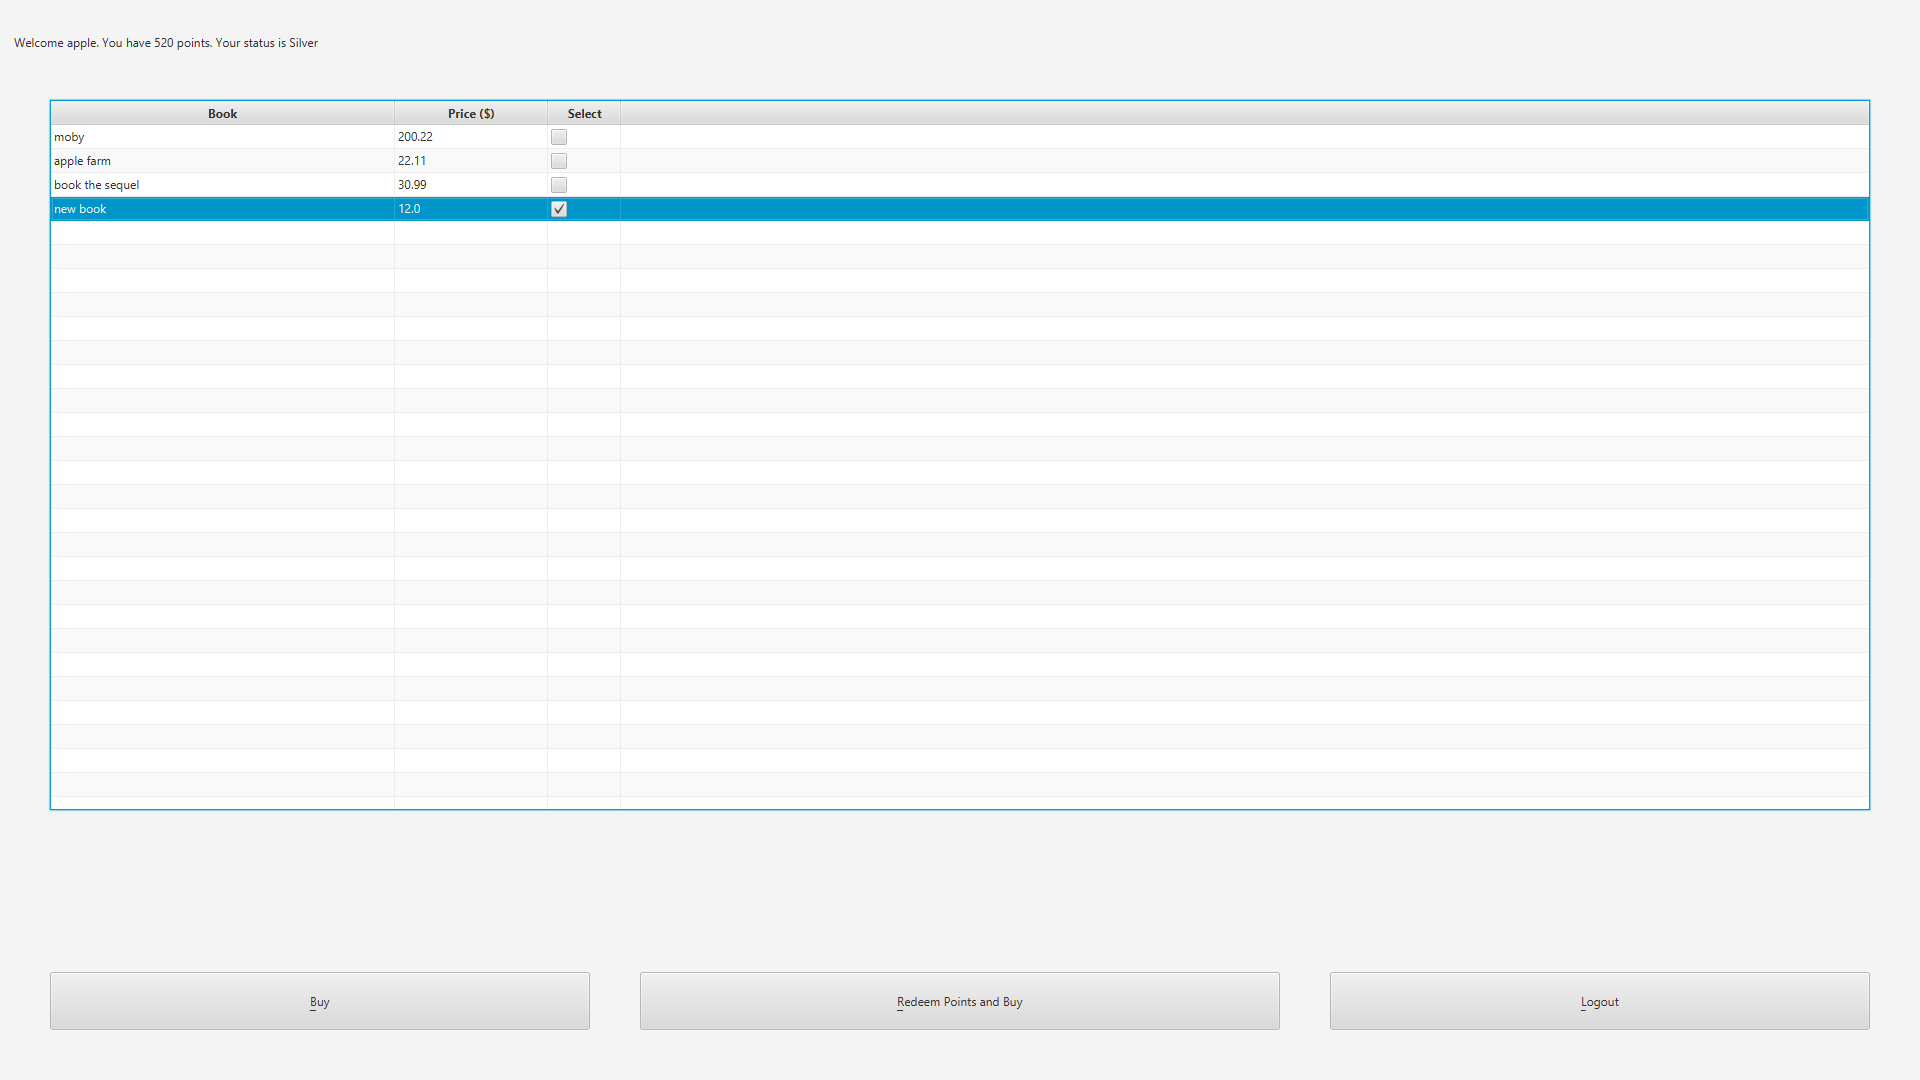 Welcome apple. You have 520 points. Your status is Silver
Book Price ($) Select
moby 200.22
apple farm 22.11
book the sequel 30.99
new book 12.0
Buy Redeem Points and Buy Logout